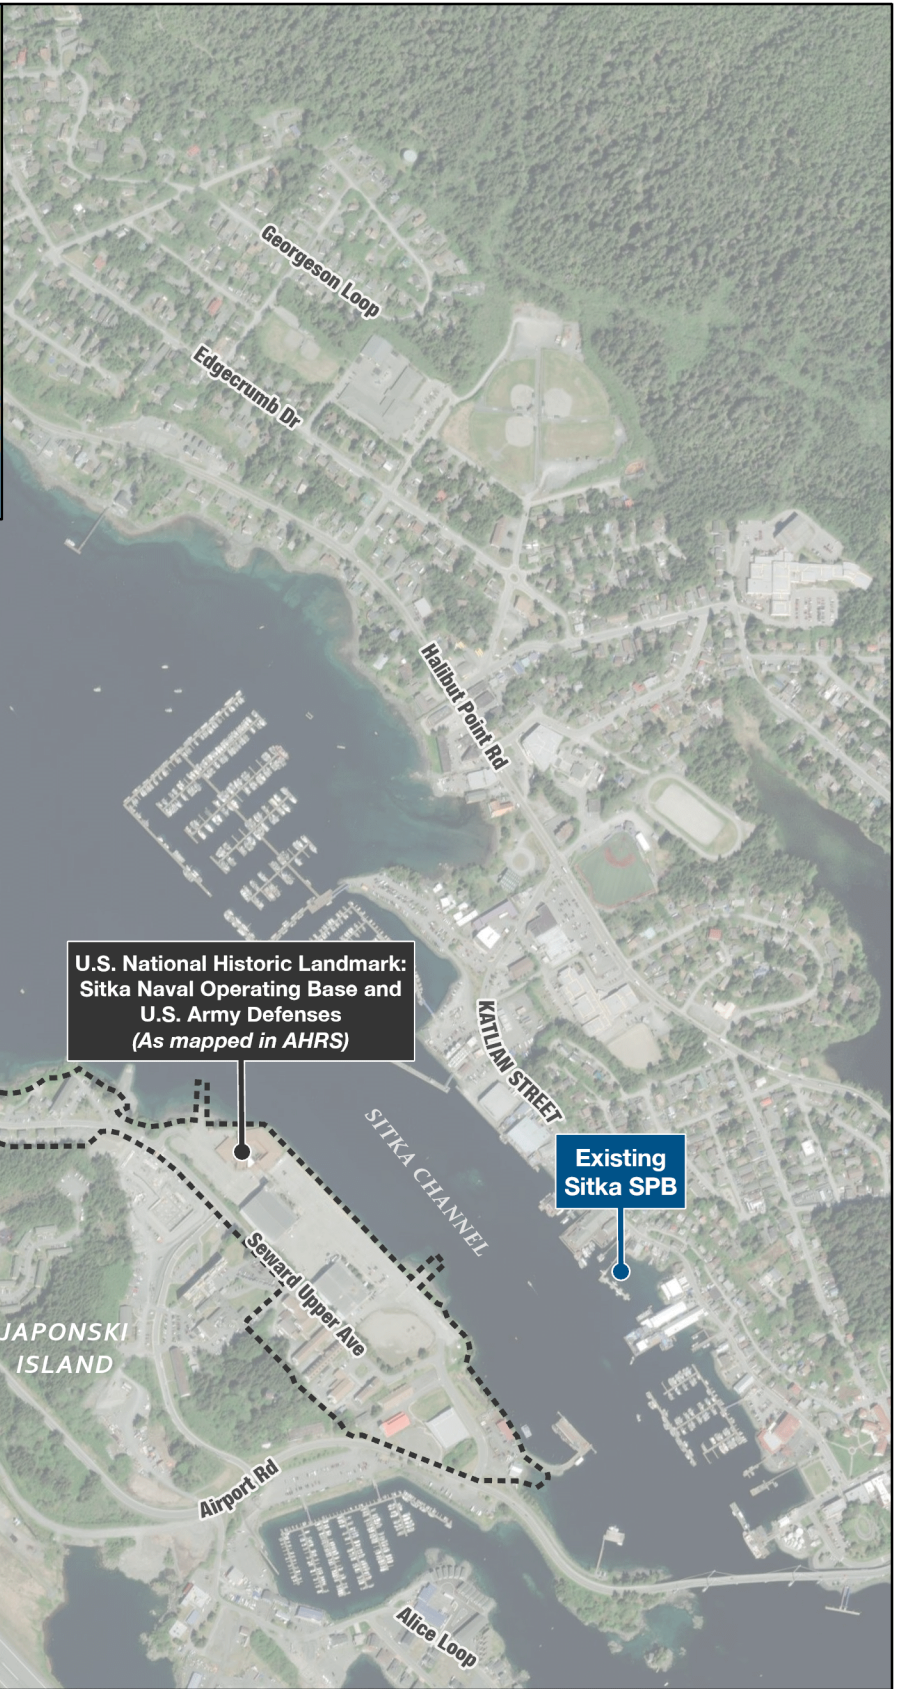 Georgeson Loop
Edgecrumb Dr
Halibut Point Rd
U.S. National Historic Landmark:
Sitka Naval Operating Base and
U.S. Army Defenses
(As mapped in AHRS)
KATLIAN STREET
SITKA CHANNEL
Existing
Sitka SPB
Seward Upper Ave
JAPONSKI
ISLAND
Airport Rd
Alice Loop